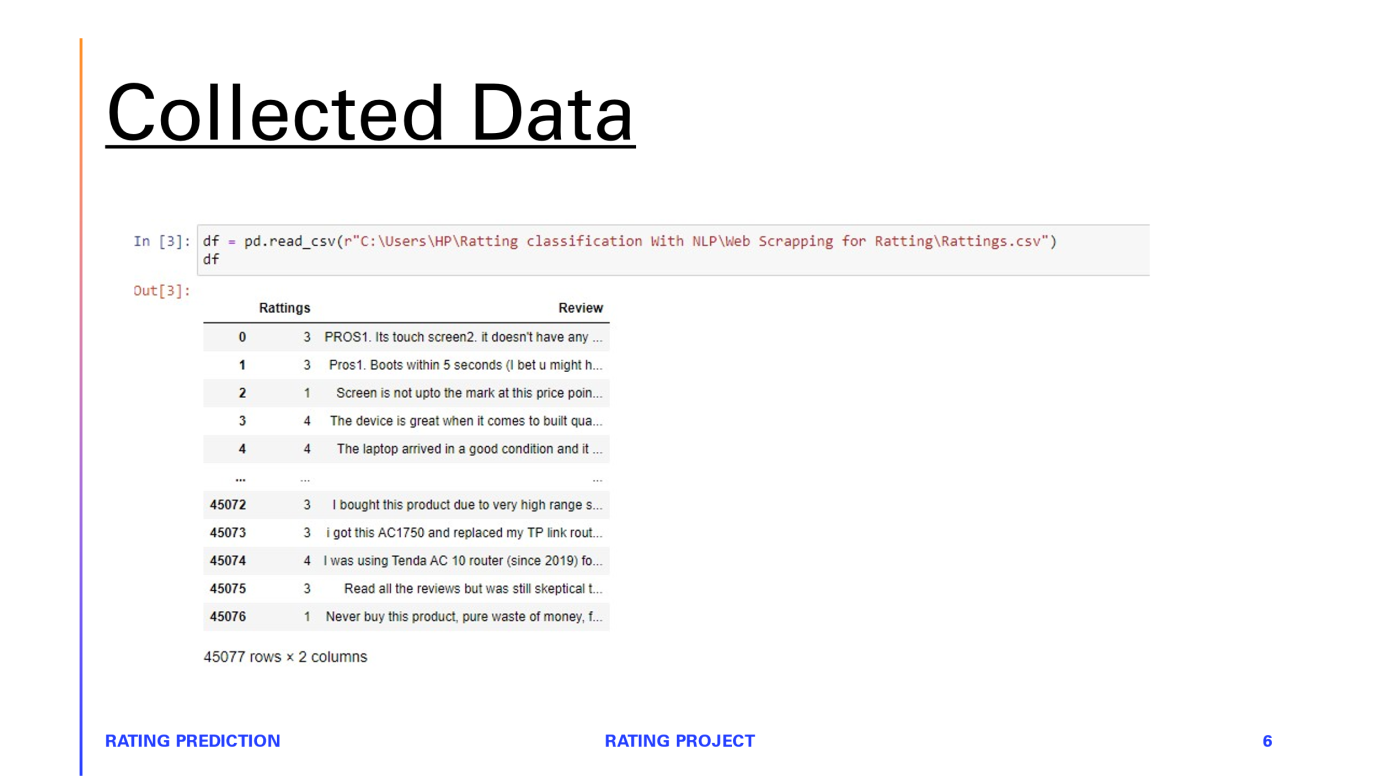 Collected Data
In [3]: df = pd.read_csv(r"C:\Users\HP\Ratting classification With NLP\Web Scrapping for Ratting\Rattings.csv")
df
Out[3]:
Rattings Review
0 3 PROS1. Its touch screen2. it doesn't have any ...
1 3 Pros1. Boots within 5 seconds (I bet u might h...
2 1 Screen is not upto the mark at this price poin...
3 4 The device is great when it comes to built qua...
4 4 The laptop arrived in a good condition and it ...
... ... ...
45072 3 I bought this product due to very high range s...
45073 3 i got this AC1750 and replaced my TP link rout...
45074 4 I was using Tenda AC 10 router (since 2019) fo...
45075 3 Read all the reviews but was still skeptical t...
45076 1 Never buy this product, pure waste of money, f...
45077 rows × 2 columns
RATING PREDICTION RATING PROJECT 6